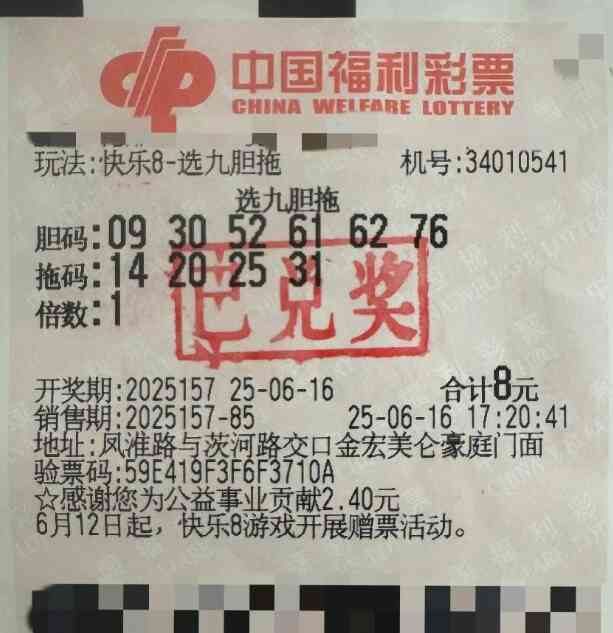 中国福利彩票
CHINA WELFARE LOTTERY
玩法:快乐8-选九胆拖 机号:34010541
选九胆拖
胆码:09 30 52 61 62 76
拖码:14 20 25 31
倍数:1
已兑奖
开奖期:2025157 25-06-16 合计8元
销售期:2025157-85 25-06-16 17:20:41
地址:凤淮路与茨河路交口金宏美仑豪庭门面
验票码:59E419F3F6F3710A
☆感谢您为公益事业贡献2.40元
6月12日起，快乐8游戏开展赠票活动。